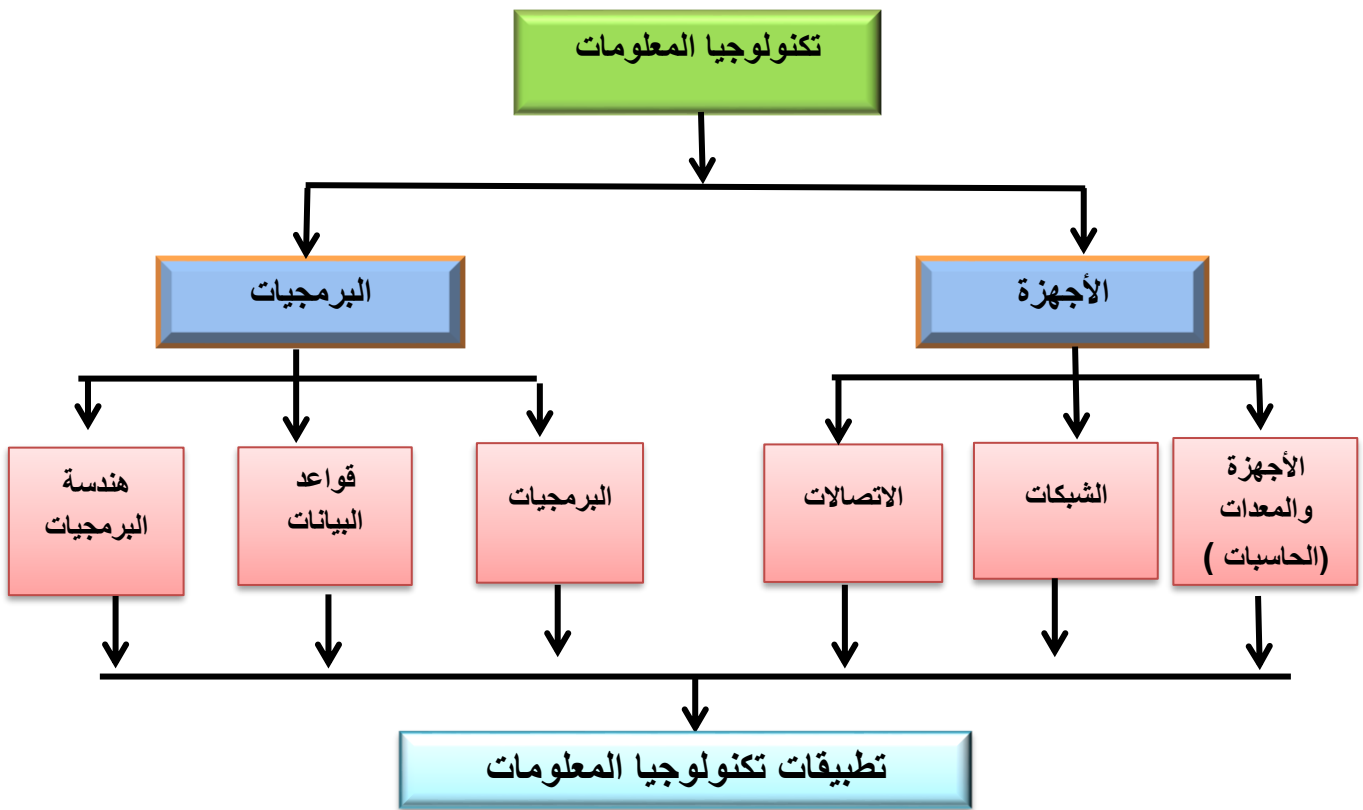 تكنولوجيا المعلومات
الأجهزة
البرمجيات
الأجهزة
والمعدات
(الحاسبات )
الشبكات
الاتصالات
البرمجيات
قواعد
البيانات
هندسة
البرمجيات
تطبيقات تكنولوجيا المعلومات